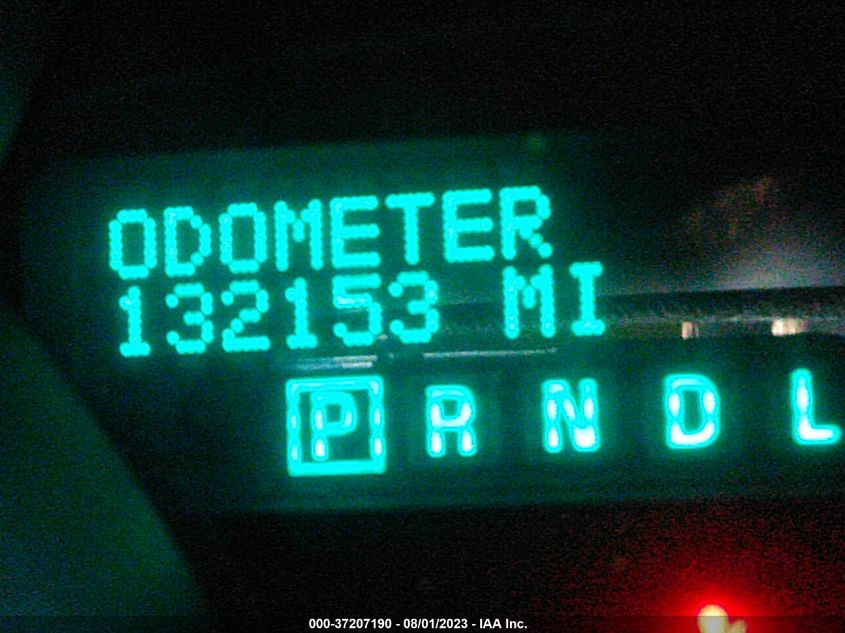 ODOMETER
132153 MI
P R N D L
000-37207190 - 08/01/2023 - IAA Inc.